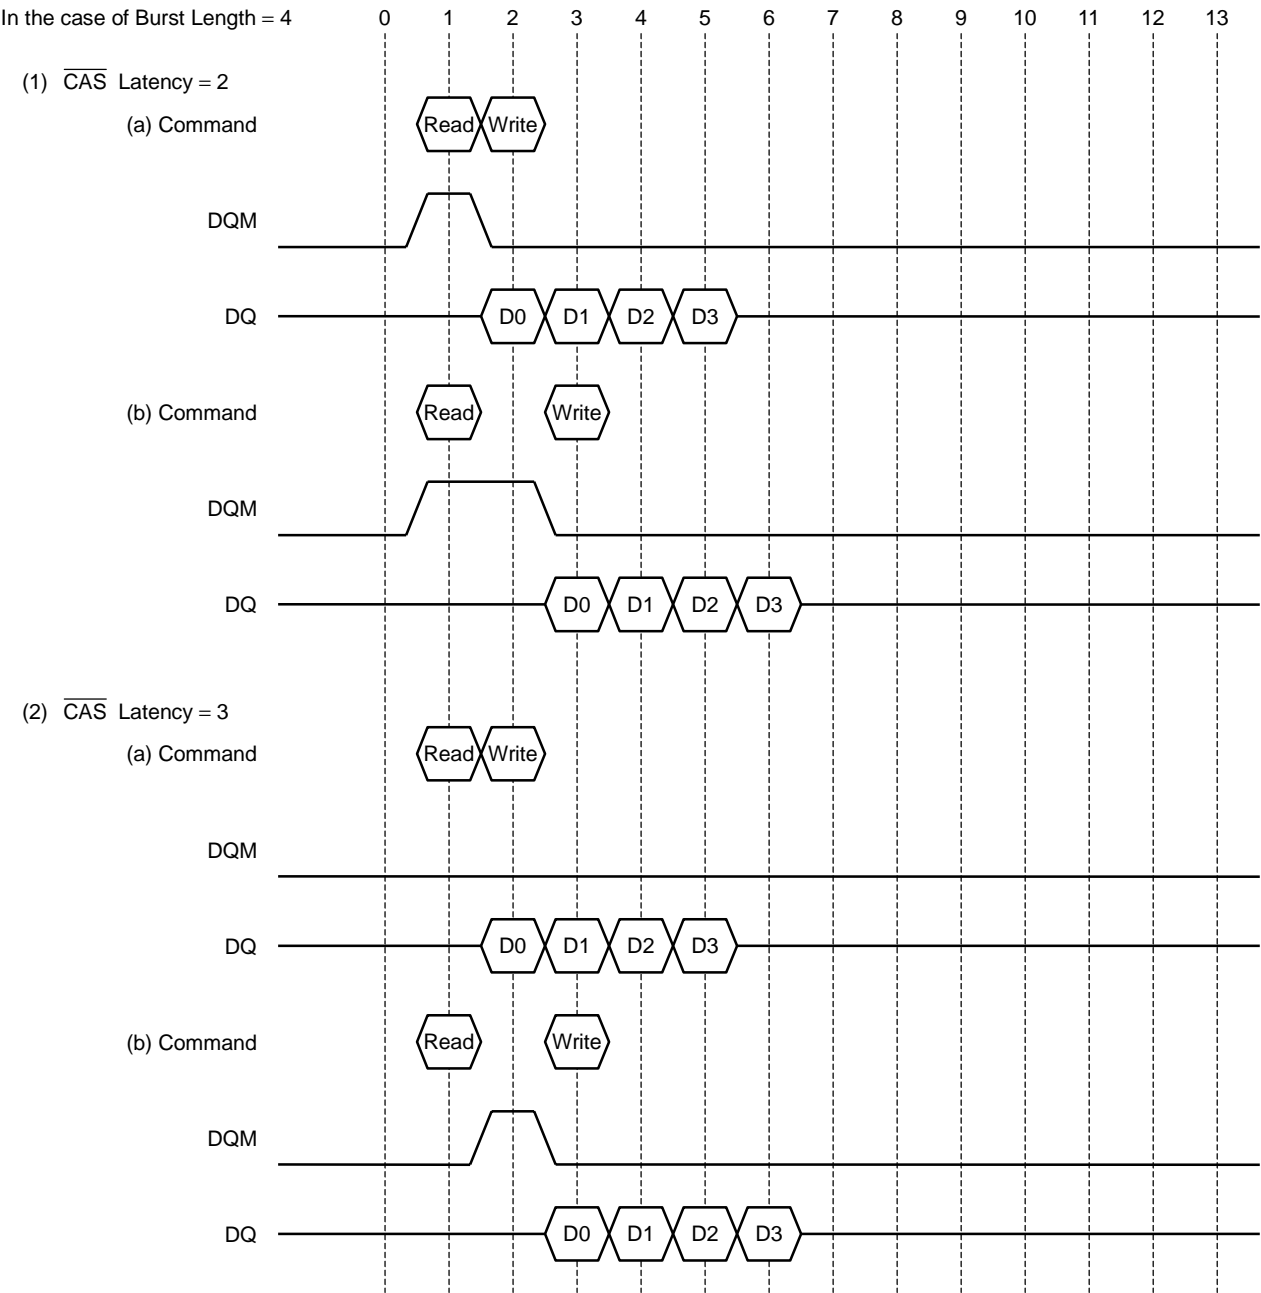 In the case of Burst Length = 4 0 1 2 3 4 5 6 7 8 9 10 11 12 13
(1) CAS Latency = 2
(a) Command Read Write
DQM
DQ D0 D1 D2 D3
(b) Command Read Write
DQM
DQ D0 D1 D2 D3
(2) CAS Latency = 3
(a) Command Read Write
DQM
DQ D0 D1 D2 D3
(b) Command Read Write
DQM
DQ D0 D1 D2 D3